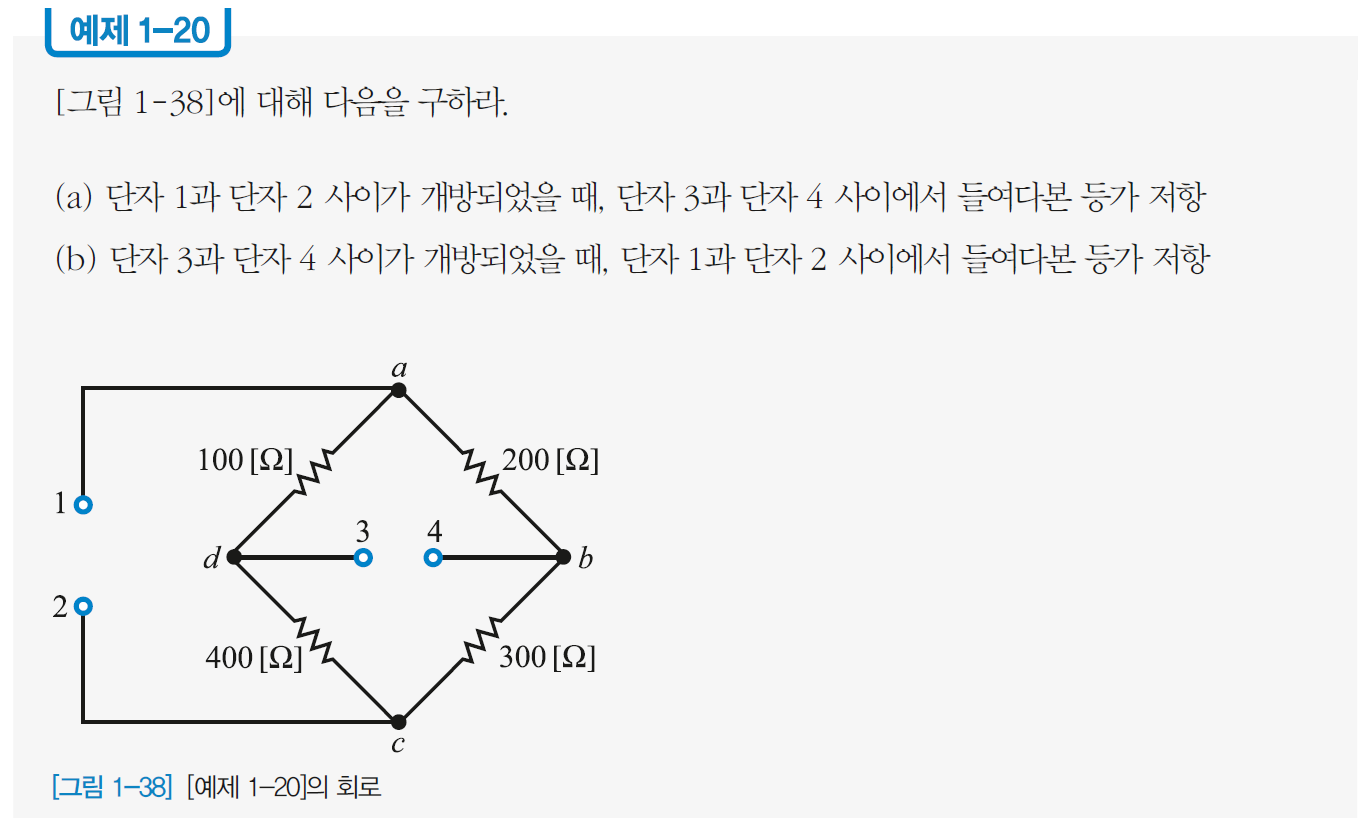 예제 1-20
[그림 1-38]에 대해 다음을 구하라.
(a) 단자 1과 단자 2 사이가 개방되었을 때, 단자 3과 단자 4 사이에서 들여다본 등가 저항
(b) 단자 3과 단자 4 사이가 개방되었을 때, 단자 1과 단자 2 사이에서 들여다본 등가 저항
a
100 [Ω]
200 [Ω]
1
3
4
d
b
2
400 [Ω]
300 [Ω]
c
[그림 1-38] [예제 1-20]의 회로